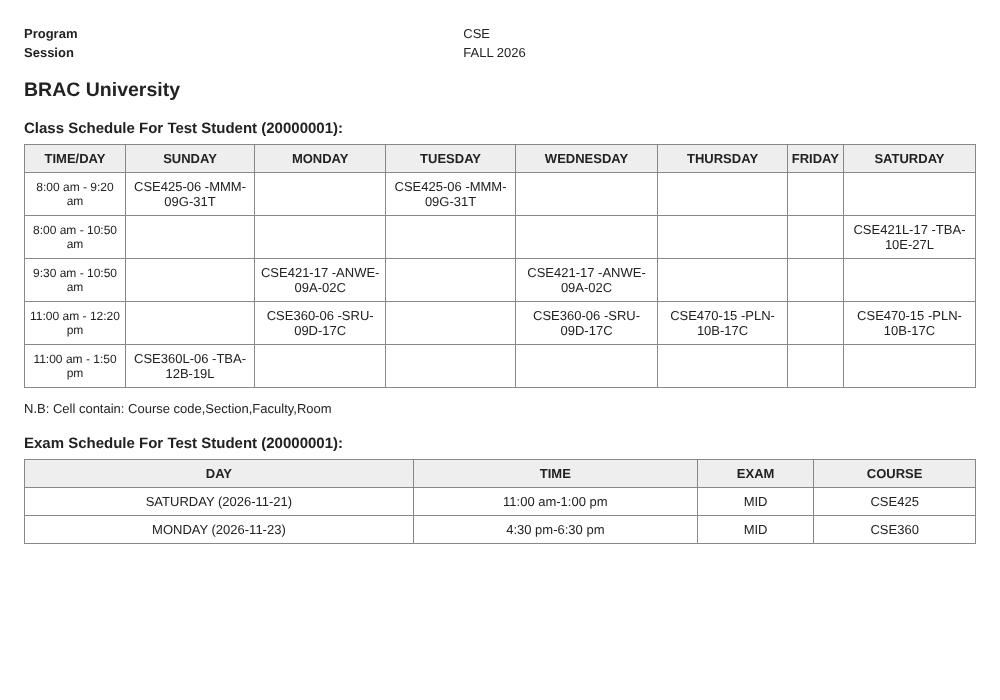 Program CSE
Session FALL 2026
BRAC University
Class Schedule For Test Student (20000001):
TIME/DAY SUNDAY MONDAY TUESDAY WEDNESDAY THURSDAY FRIDAY SATURDAY
8:00 am - 9:20 CSE425-06 -MMM- CSE425-06 -MMM-
am 09G-31T 09G-31T
8:00 am - 10:50 CSE421L-17 -TBA-
am 10E-27L
9:30 am - 10:50 CSE421-17 -ANWE- CSE421-17 -ANWE-
am 09A-02C 09A-02C
11:00 am - 12:20 CSE360-06 -SRU- CSE360-06 -SRU- CSE470-15 -PLN- CSE470-15 -PLN-
pm 09D-17C 09D-17C 10B-17C 10B-17C
11:00 am - 1:50 CSE360L-06 -TBA-
pm 12B-19L
N.B: Cell contain: Course code,Section,Faculty,Room
Exam Schedule For Test Student (20000001):
DAY TIME EXAM COURSE
SATURDAY (2026-11-21) 11:00 am-1:00 pm MID CSE425
MONDAY (2026-11-23) 4:30 pm-6:30 pm MID CSE360